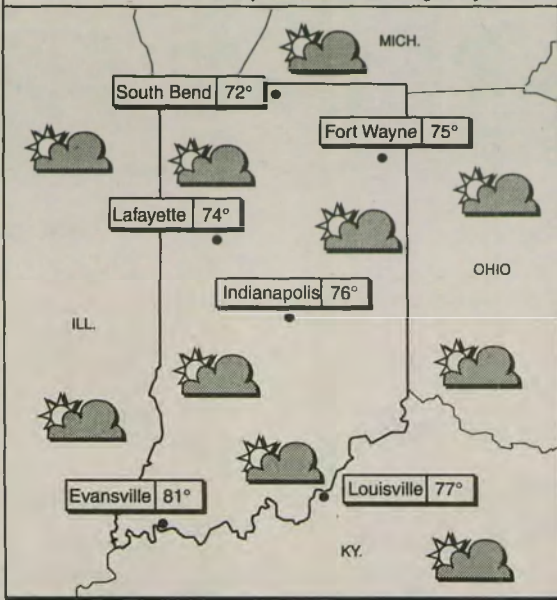 MICH.
South Bend 72°
Fort Wayne 75°
Lafayette 74°
OHIO
Indianapolis 76°
ILL.
Evansville 81°
Louisville 77°
KY.